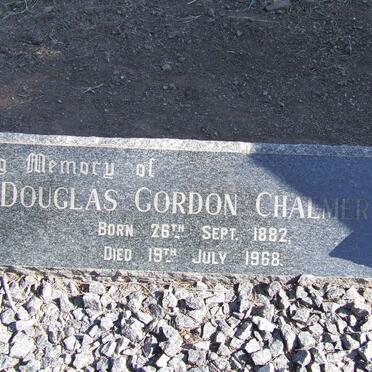 g Memory of
DOUGLAS GORDON CHALMER
BORN 26TH SEPT. 1882,
DIED 19TH JULY 1968.